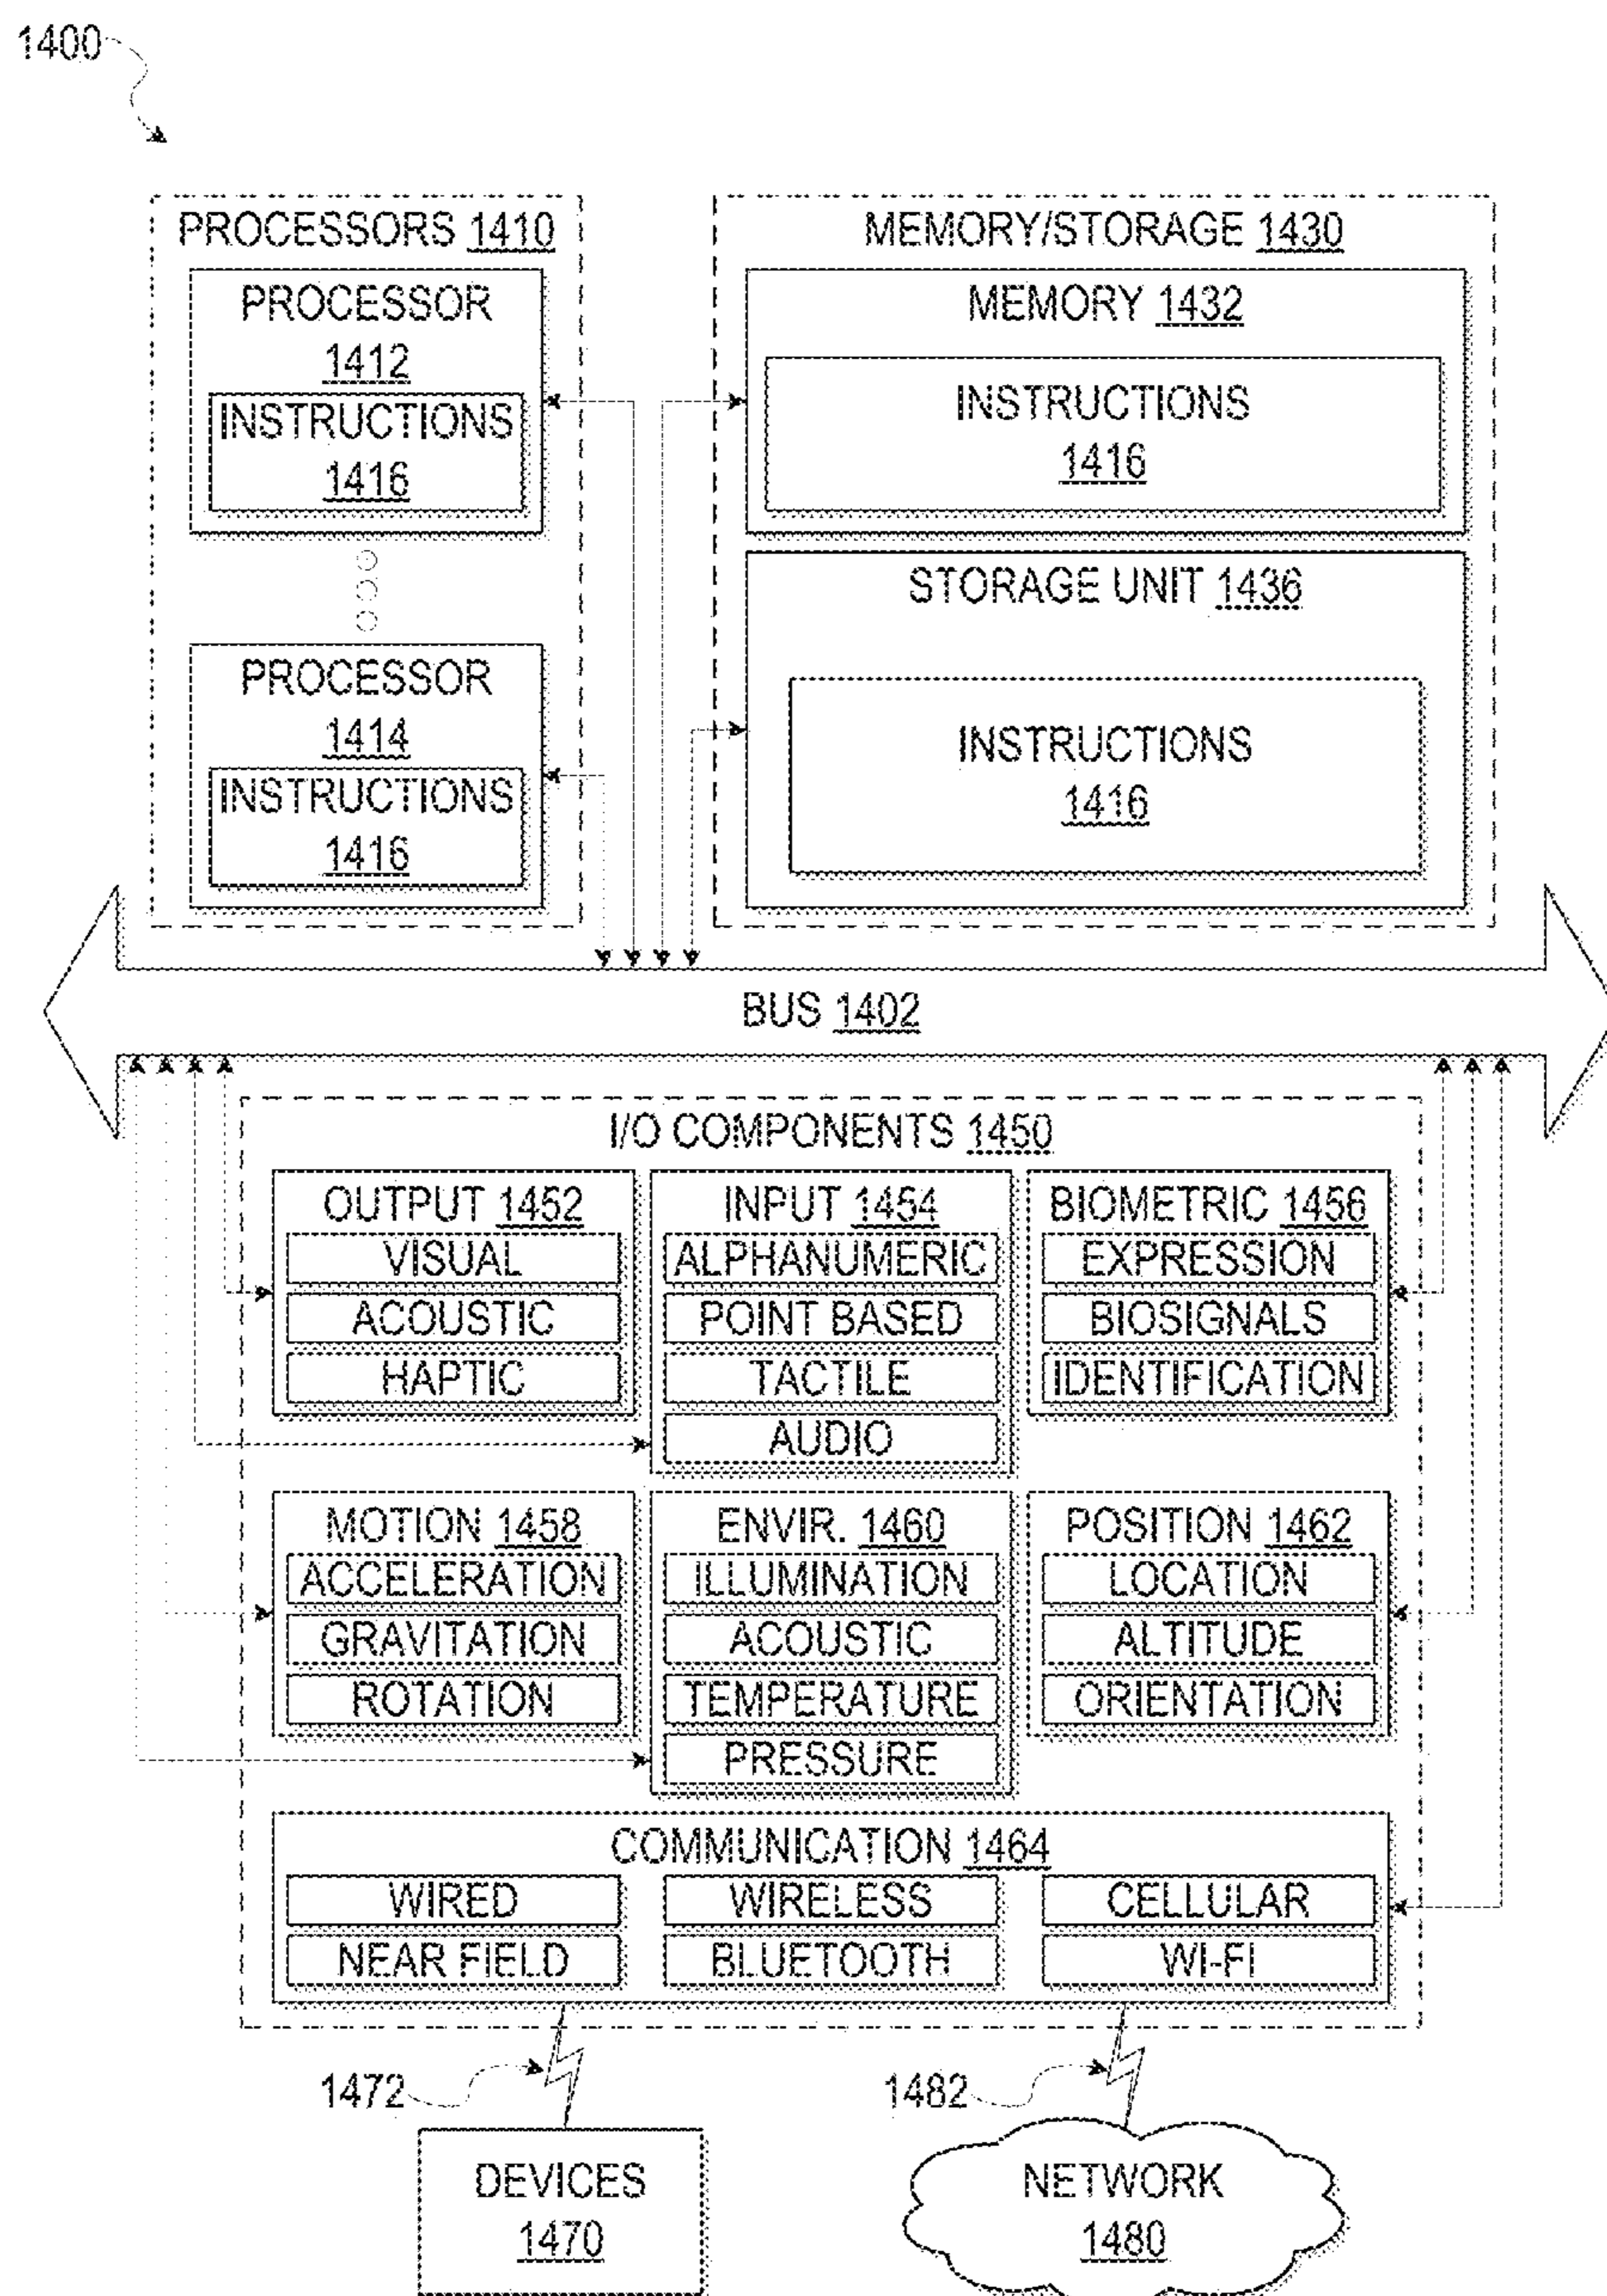 1400
PROCESSORS 1410
PROCESSOR
1412
INSTRUCTIONS
1416
PROCESSOR
1414
INSTRUCTIONS
1416
MEMORY/STORAGE 1430
MEMORY 1432
INSTRUCTIONS
1416
STORAGE UNIT 1436
INSTRUCTIONS
1416
BUS 1402
I/O COMPONENTS 1450
OUTPUT 1452
VISUAL
ACOUSTIC
HAPTIC
INPUT 1454
ALPHANUMERIC
POINT BASED
TACTILE
AUDIO
BIOMETRIC 1456
EXPRESSION
BIOSIGNALS
IDENTIFICATION
MOTION 1458
ACCELERATION
GRAVITATION
ROTATION
ENVIR. 1460
ILLUMINATION
ACOUSTIC
TEMPERATURE
PRESSURE
POSITION 1462
LOCATION
ALTITUDE
ORIENTATION
COMMUNICATION 1464
WIRED
WIRELESS
CELLULAR
NEAR FIELD
BLUETOOTH
WI-FI
1472
1482
DEVICES
1470
NETWORK
1480